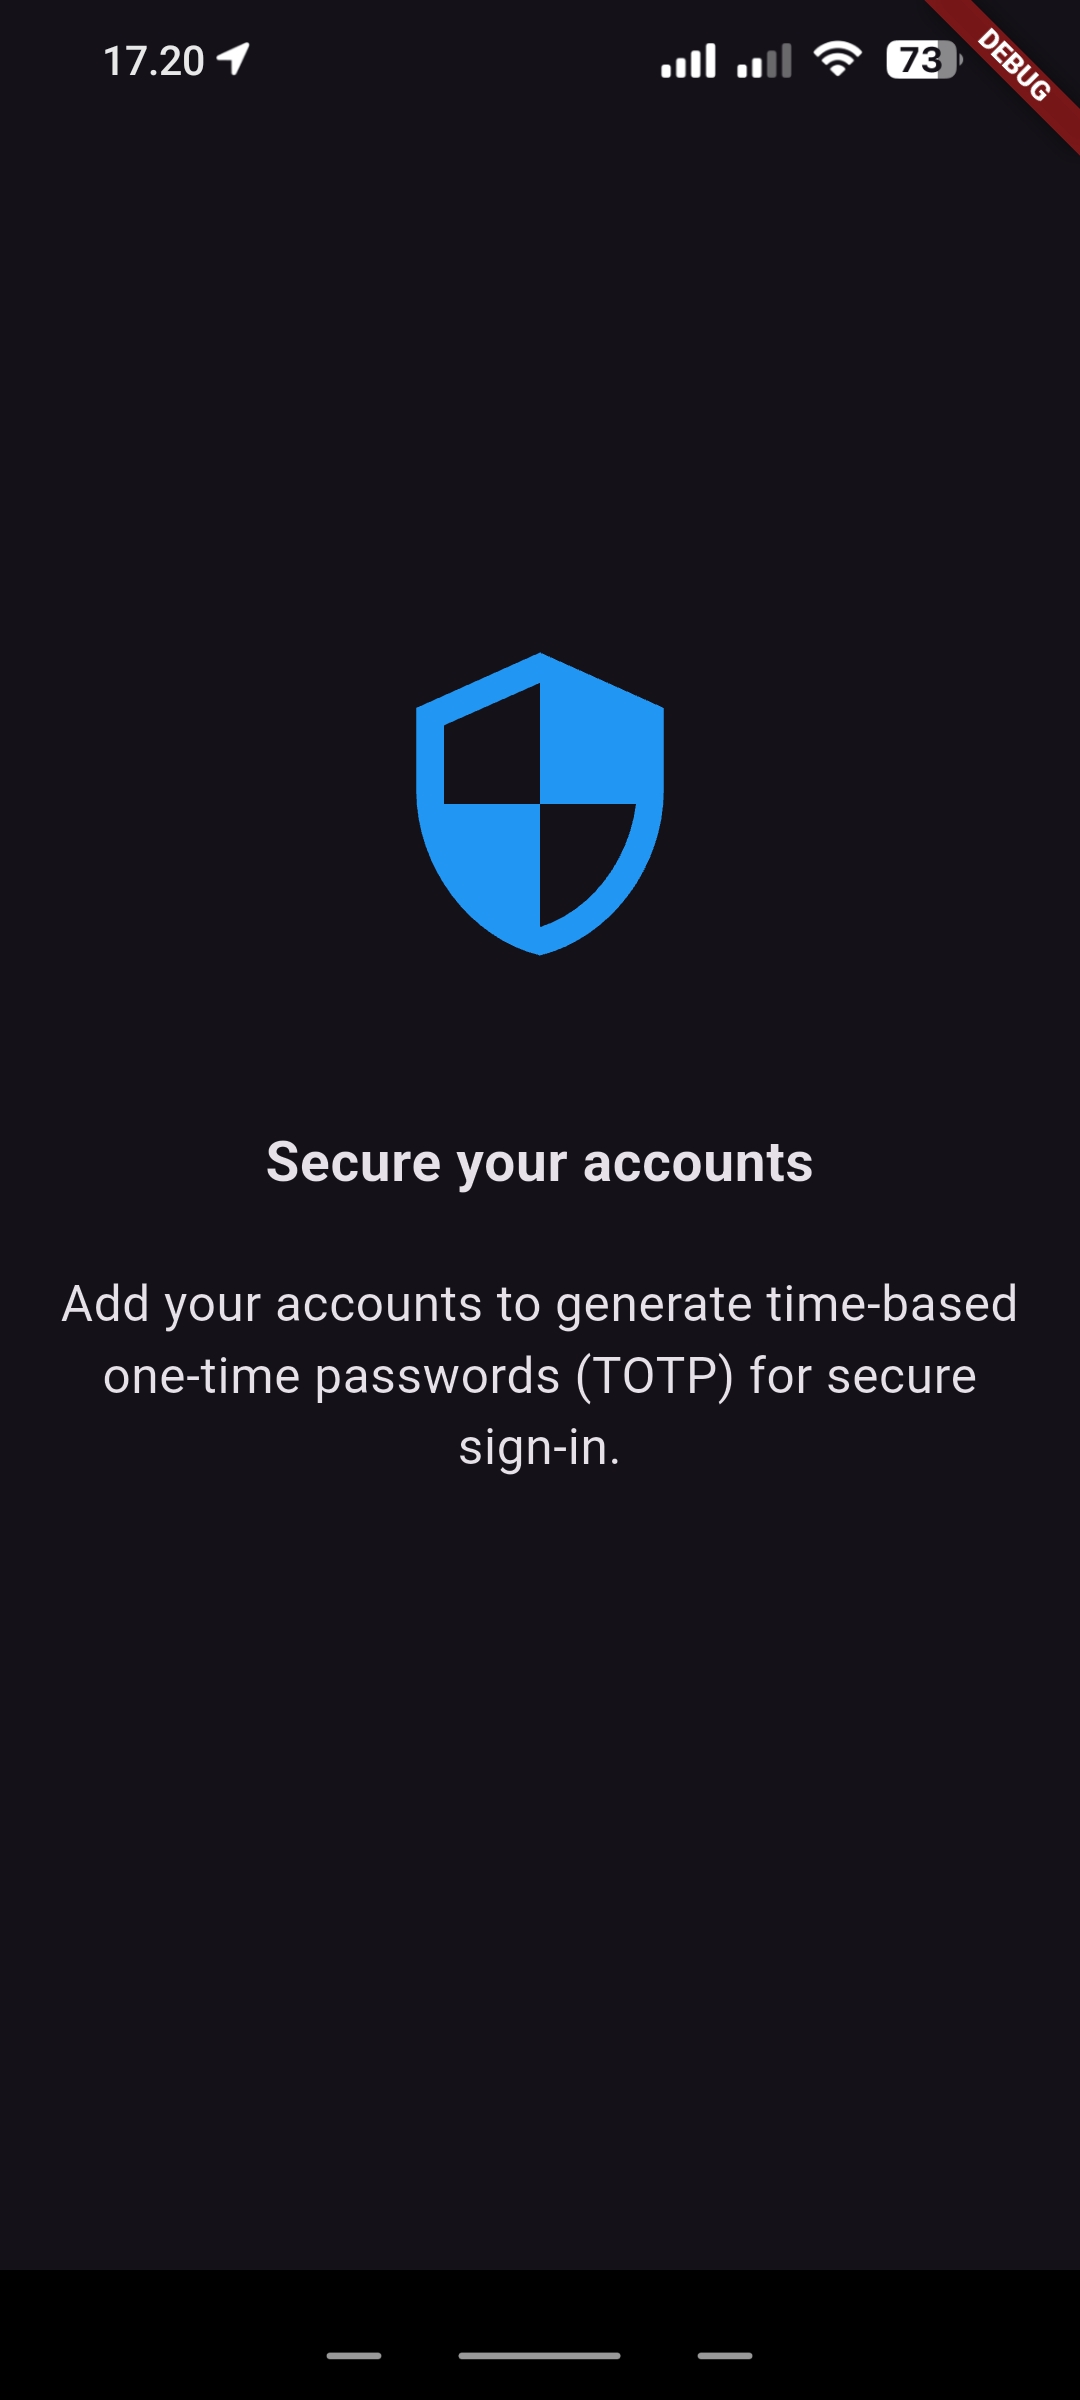 17.20
73
DEBUG
Secure your accounts
Add your accounts to generate time-based
one-time passwords (TOTP) for secure
sign-in.